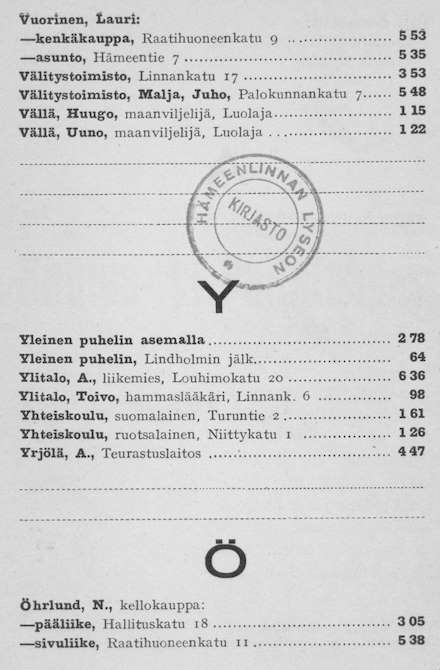 Vuorinen, Lauri:
—kenkäkauppa, Raatihuoneenkatu 9 .. ..................... 5 53
—asunto, Hämeentie 7 ........................................ 5 35
Välitystoimisto, Linnankatu 17 ............................. 3 53
Välitystoimisto, Malja, Juho, Palokunnankatu 7...... 5 48
Vällä, Huugo, maanviljelijä, Luolaja....................... 1 15
Vällä, Uuno, maanviljelijä, Luolaja . . ..................... 1 22
HÄMEENLINNAN LYSEON
KIRJASTO
Y
Yleinen puhelin asemalla ................................... 2 78
Yleinen puhelin, Lindholmin jälk........................... 64
Ylitalo, A., liikemies, Louhimokatu 20 .................... 6 36
Ylitalo, Toivo, hammaslääkäri, Linnank. 6 ............... 98
Yhteiskoulu, suomalainen, Turuntie 2..................... 1 61
Yhteiskoulu, ruotsalainen, Niittykatu 1 .................. 1 26
Yrjölä, A., Teurastuslaitos ................................... 4 47
Ö
Öhrlund, N., kellokauppa:
—pääliike, Hallituskatu 18 ................................... 3 05
—sivuliike, Raatihuoneenkatu 11 ........................... 5 38